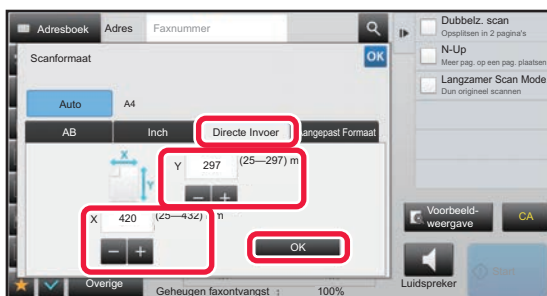 Adresboek Adres Faxnummer
Scanformaat OK
Auto A4
AB Inch Directe Invoer Aangepast Formaat
Y 297 (25—297) m
X 420 (25—432) m
OK
Overige
Geheugen faxontvangst : 100%
Dubbelz. scan
Opsplitsen in 2 pagina's
N-Up
Meer pag. op een pag. plaatsen
Langzamer Scan Mode
Dun origineel scannen
Voorbeeld-
weergave
CA
Luidspreker
Start